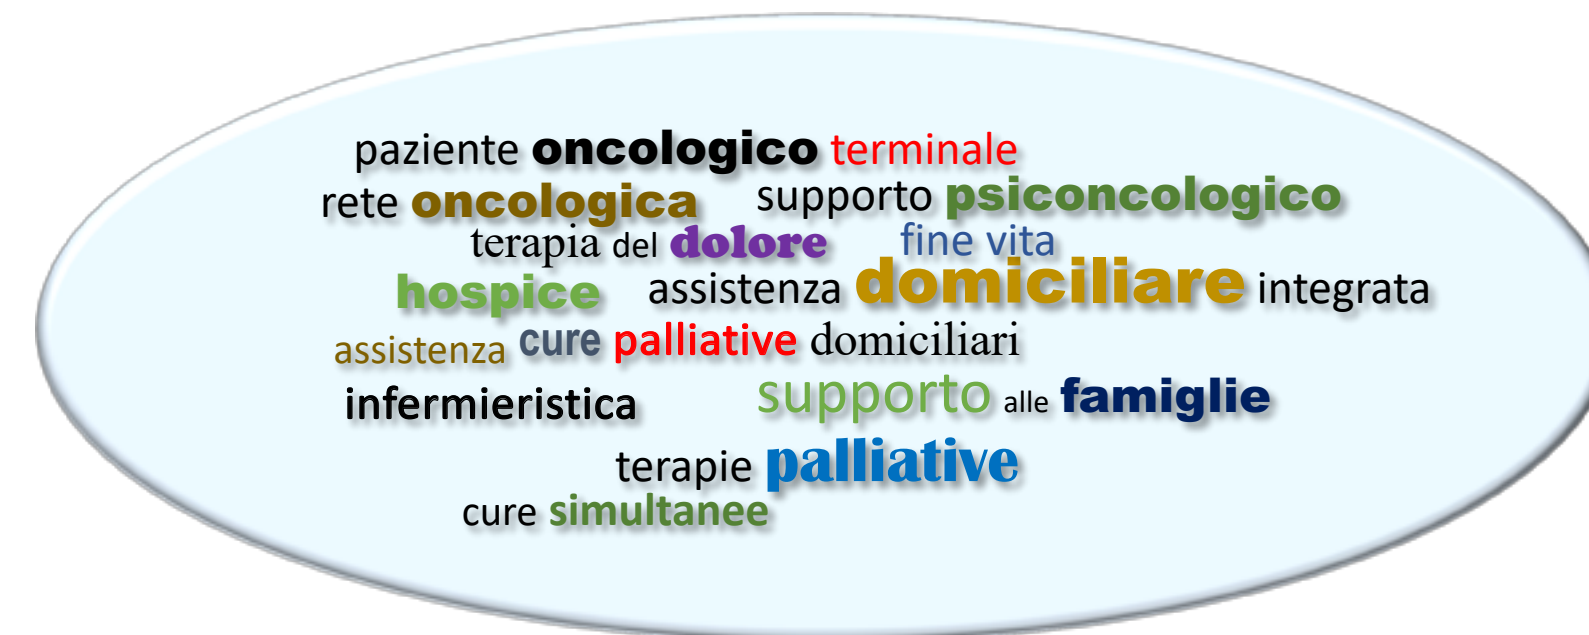 paziente oncologico terminale
rete oncologica supporto psiconcologico
terapia del dolore fine vita
hospice assistenza domiciliare integrata
assistenza cure palliative domiciliari
infermieristica supporto alle famiglie
terapie palliative
cure simultanee